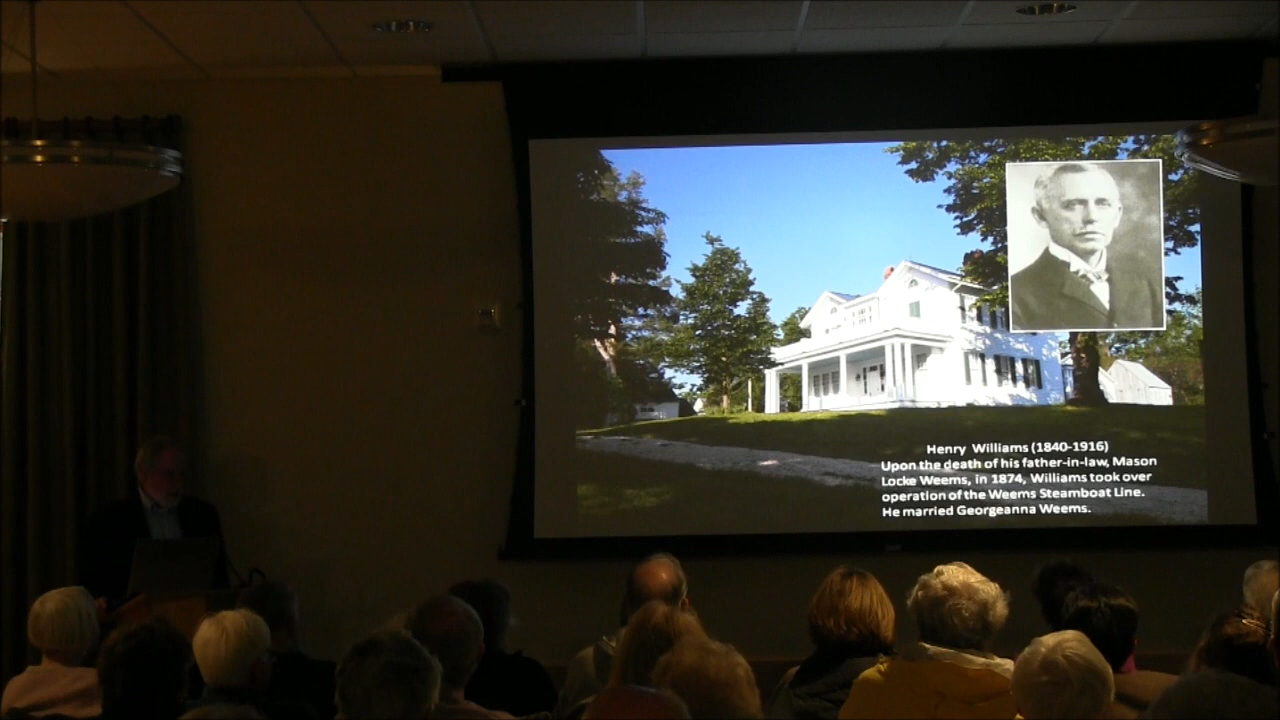 Henry Williams (1840-1916)
Upon the death of his father-in-law, Mason
Locke Weems, in 1874, Williams took over
operation of the Weems Steamboat Line.
He married Georgeanna Weems.